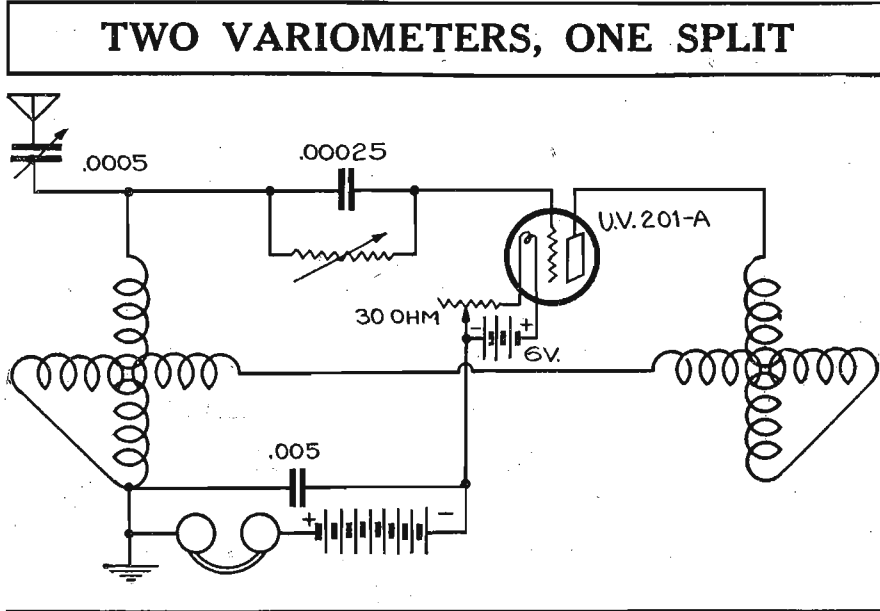 TWO VARIOMETERS, ONE SPLIT
.0005
.00025
U.V. 201-A
30 OHM
- +
6V.
.005
+ -